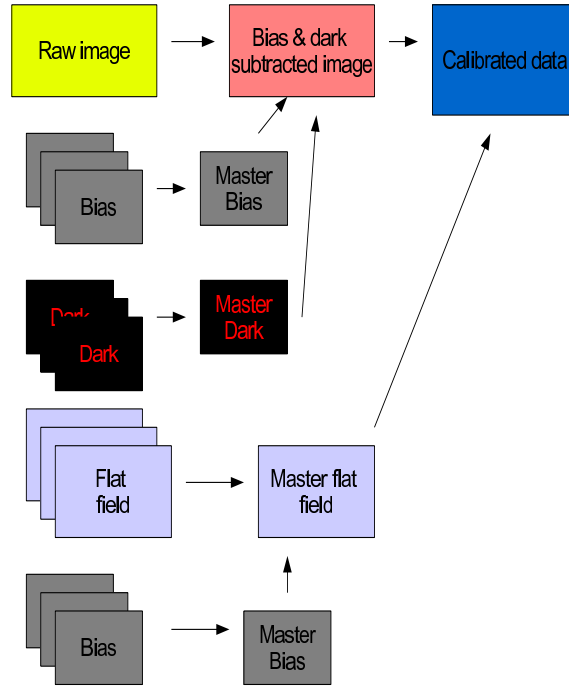 Raw image
Bias & dark
subtracted image
Calibrated data
Bias
Master
Bias
Dark
Dark
Master
Dark
Flat
field
Master flat
field
Bias
Master
Bias